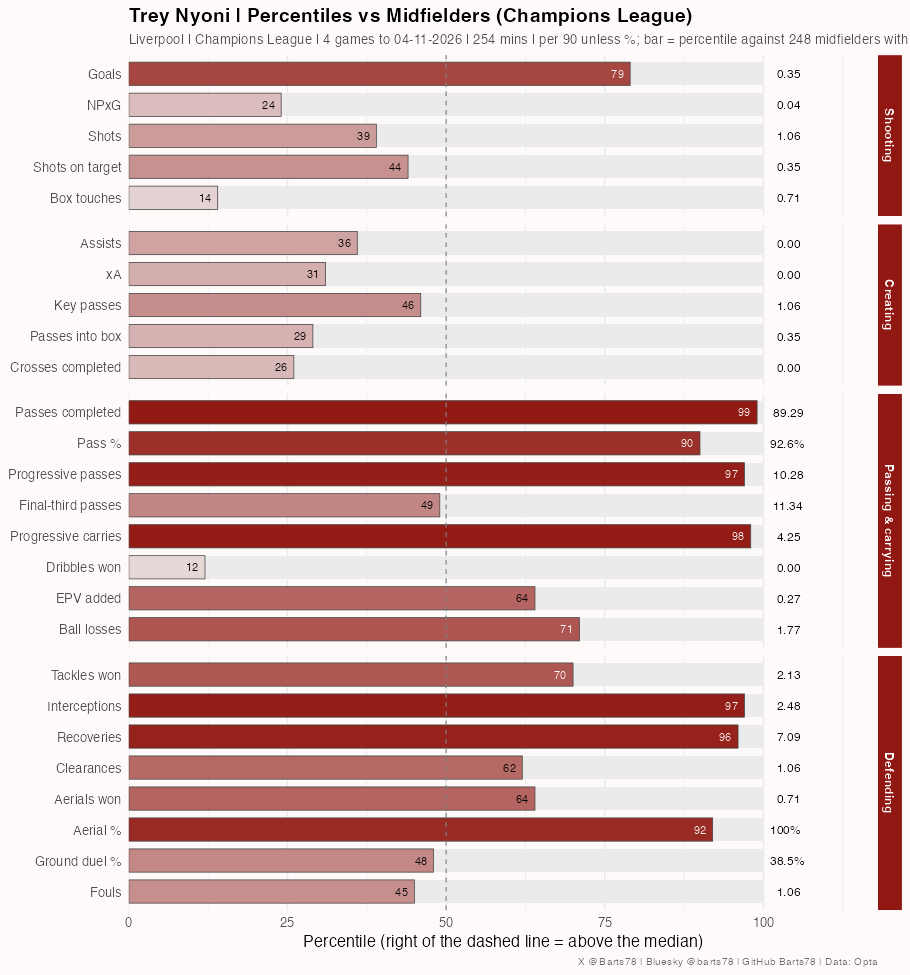 Trey Nyoni | Percentiles vs Midfielders (Champions League)
Liverpool | Champions League | 4 games to 04-11-2026 | 254 mins | per 90 unless %; bar = percentile against 248 midfielders with
Goals 79 0.35
NPxG 24 0.04
Shots 39 1.06
Shots on target 44 0.35
Box touches 14 0.71
Shooting
Assists 36 0.00
xA 31 0.00
Key passes 46 1.06
Passes into box 29 0.35
Crosses completed 26 0.00
Creating
Passes completed 99 89.29
Pass % 90 92.6%
Progressive passes 97 10.28
Final-third passes 49 11.34
Progressive carries 98 4.25
Dribbles won 12 0.00
EPV added 64 0.27
Ball losses 71 1.77
Passing & carrying
Tackles won 70 2.13
Interceptions 97 2.48
Recoveries 96 7.09
Clearances 62 1.06
Aerials won 64 0.71
Aerial % 92 100%
Ground duel % 48 38.5%
Fouls 45 1.06
Defending
0 25 50 75 100
Percentile (right of the dashed line = above the median)
X @Barts78 | Bluesky @barts78 | GitHub Barts78 | Data: Opta